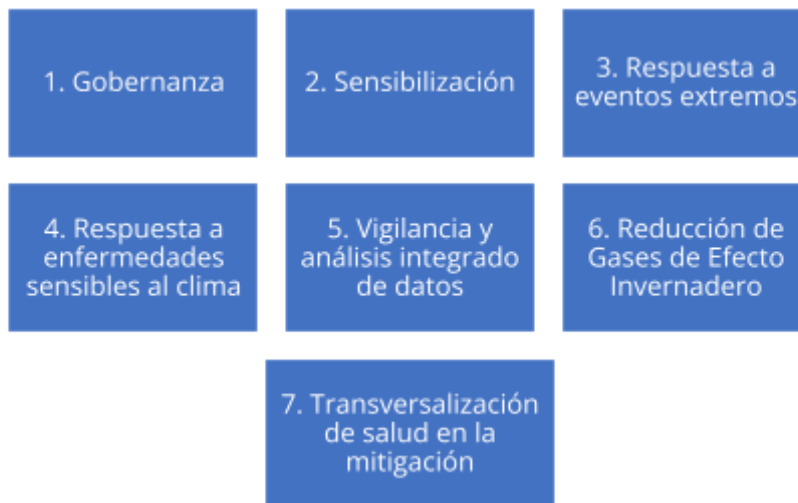 1. Gobernanza
2. Sensibilización
3. Respuesta a
eventos extremos
4. Respuesta a
enfermedades
sensibles al clima
5. Vigilancia y
análisis integrado
de datos
6. Reducción de
Gases de Efecto
Invernadero
7. Transversalización
de salud en la
mitigación